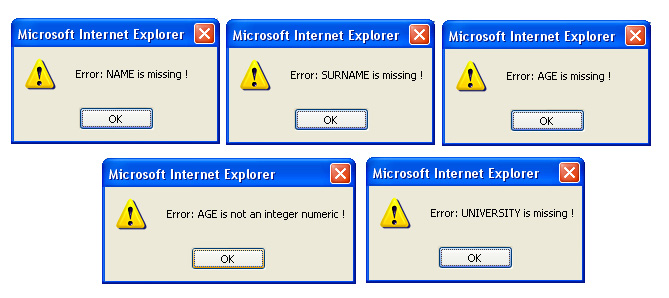 Microsoft Internet Explorer
Error: NAME is missing !
OK
Microsoft Internet Explorer
Error: SURNAME is missing !
OK
Microsoft Internet Explorer
Error: AGE is missing !
OK
Microsoft Internet Explorer
Error: AGE is not an integer numeric !
OK
Microsoft Internet Explorer
Error: UNIVERSITY is missing !
OK